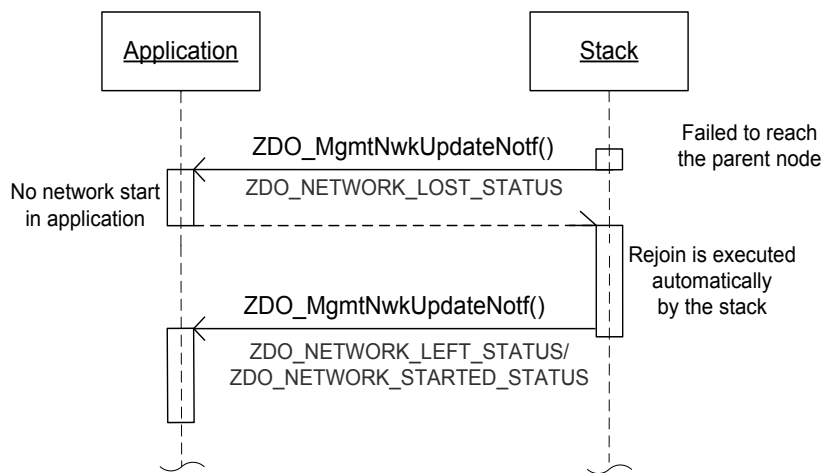 Application
Stack
ZDO_MgmtNwkUpdateNotf()
Failed to reach
the parent node
ZDO_NETWORK_LOST_STATUS
No network start
in application
Rejoin is executed
automatically
by the stack
ZDO_MgmtNwkUpdateNotf()
ZDO_NETWORK_LEFT_STATUS/
ZDO_NETWORK_STARTED_STATUS